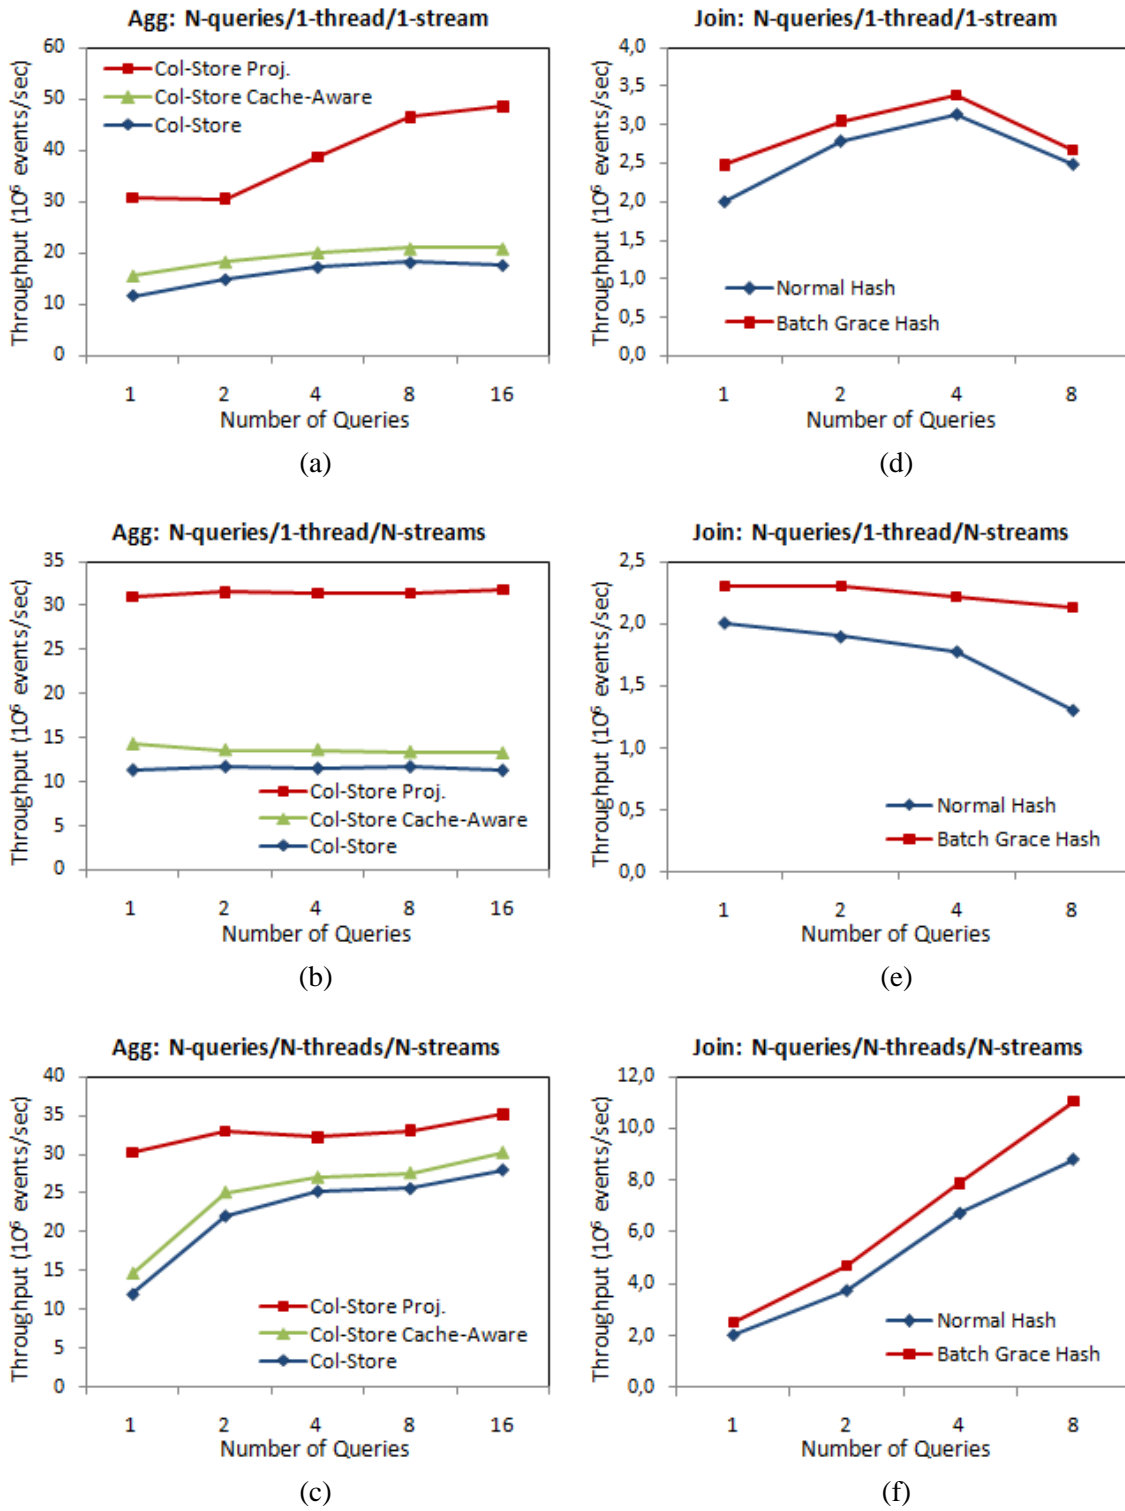 Agg: N-queries/1-thread/1-stream
Throughput (10⁶ events/sec)
60
50
40
30
20
10
0
Col-Store Proj.
Col-Store Cache-Aware
Col-Store
1 2 4 8 16
Number of Queries
(a)
Join: N-queries/1-thread/1-stream
Throughput (10⁶ events/sec)
4,0
3,5
3,0
2,5
2,0
1,5
1,0
0,5
0,0
Normal Hash
Batch Grace Hash
1 2 4 8
Number of Queries
(d)
Agg: N-queries/1-thread/N-streams
Throughput (10⁶ events/sec)
35
30
25
20
15
10
5
0
Col-Store Proj.
Col-Store Cache-Aware
Col-Store
1 2 4 8 16
Number of Queries
(b)
Join: N-queries/1-thread/N-streams
Throughput (10⁶ events/sec)
2,5
2,0
1,5
1,0
0,5
0,0
Normal Hash
Batch Grace Hash
1 2 4 8
Number of Queries
(e)
Agg: N-queries/N-threads/N-streams
Throughput (10⁶ events/sec)
40
35
30
25
20
15
10
5
0
Col-Store Proj.
Col-Store Cache-Aware
Col-Store
1 2 4 8 16
Number of Queries
(c)
Join: N-queries/N-threads/N-streams
Throughput (10⁶ events/sec)
12,0
10,0
8,0
6,0
4,0
2,0
0,0
Normal Hash
Batch Grace Hash
1 2 4 8
Number of Queries
(f)